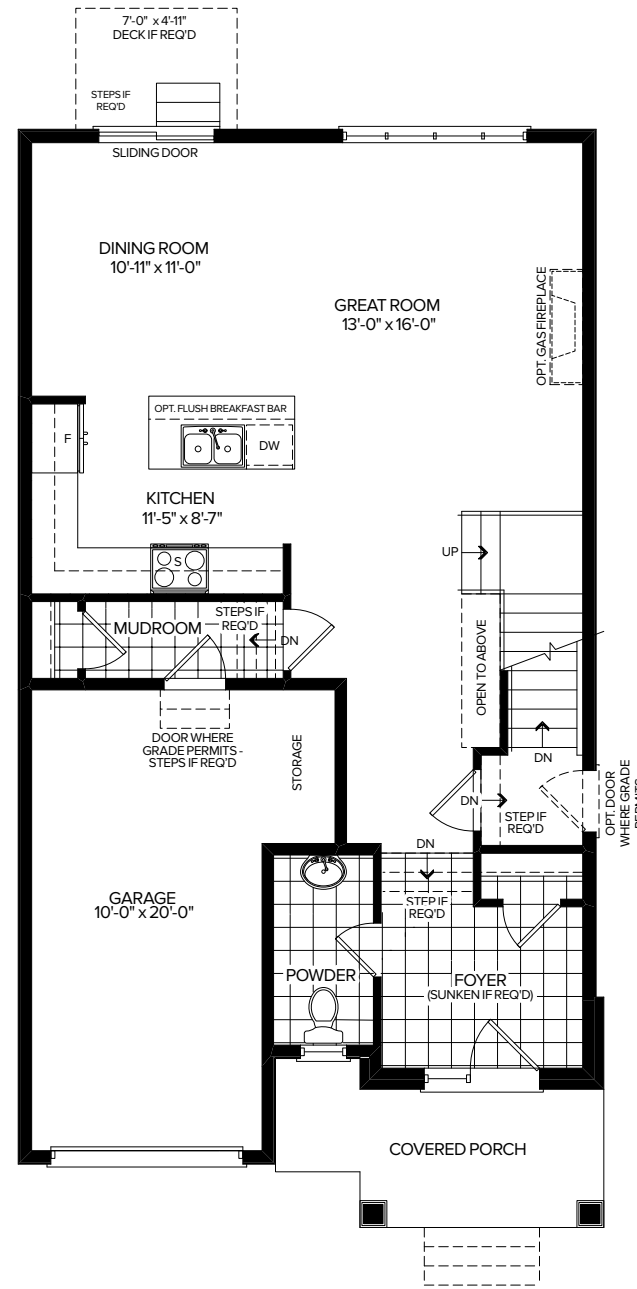 7'-0" x 4'-11"
DECK IF REQ'D
STEPS IF
REQ'D
SLIDING DOOR
DINING ROOM
10'-11" x 11'-0"
GREAT ROOM
13'-0" x 16'-0"
OPT. GAS FIREPLACE
OPT. FLUSH BREAKFAST BAR
F
DW
KITCHEN
11'-5" x 8'-7"
S
UP
MUDROOM
STEPS IF
REQ'D
DN
OPEN TO ABOVE
DOOR WHERE
GRADE PERMITS -
STEPS IF REQ'D
STORAGE
DN
DN
STEP IF
REQ'D
OPT. DOOR
WHERE GRADE
DN
STEP IF
REQ'D
GARAGE
10'-0" x 20'-0"
POWDER
FOYER
(SUNKEN IF REQ'D)
COVERED PORCH